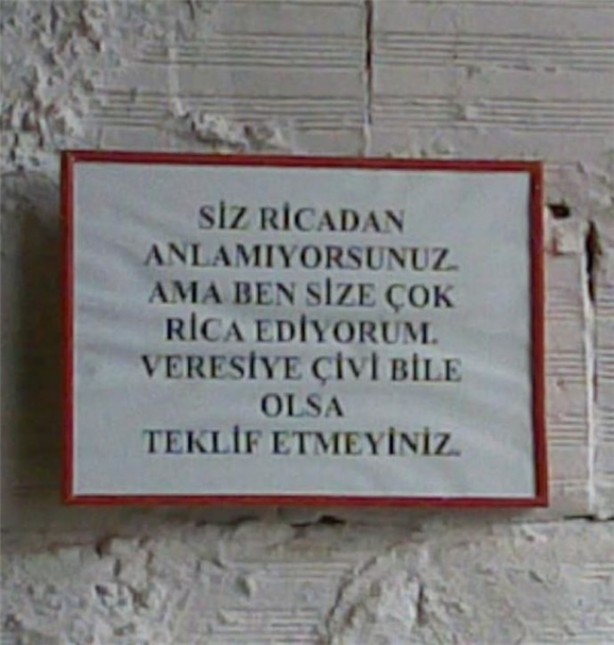 SİZ RİCADAN
ANLAMIYORSUNUZ.
AMA BEN SİZE ÇOK
RİCA EDİYORUM.
VERESİYE ÇİVİ BİLE
OLSA
TEKLİF ETMEYİNİZ.